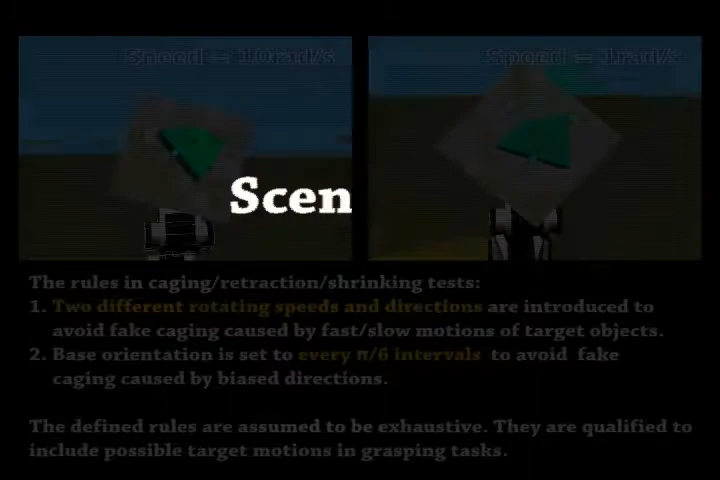 Speed = 10rad/s
Speed = 1rad/s
Scen
The rules in caging/retraction/shrinking tests:
1. Two different rotating speeds and directions are introduced to
avoid fake caging caused by fast/slow motions of target objects.
2. Base orientation is set to every π/6 intervals to avoid fake
caging caused by biased directions.
The defined rules are assumed to be exhaustive. They are qualified to
include possible target motions in grasping tasks.